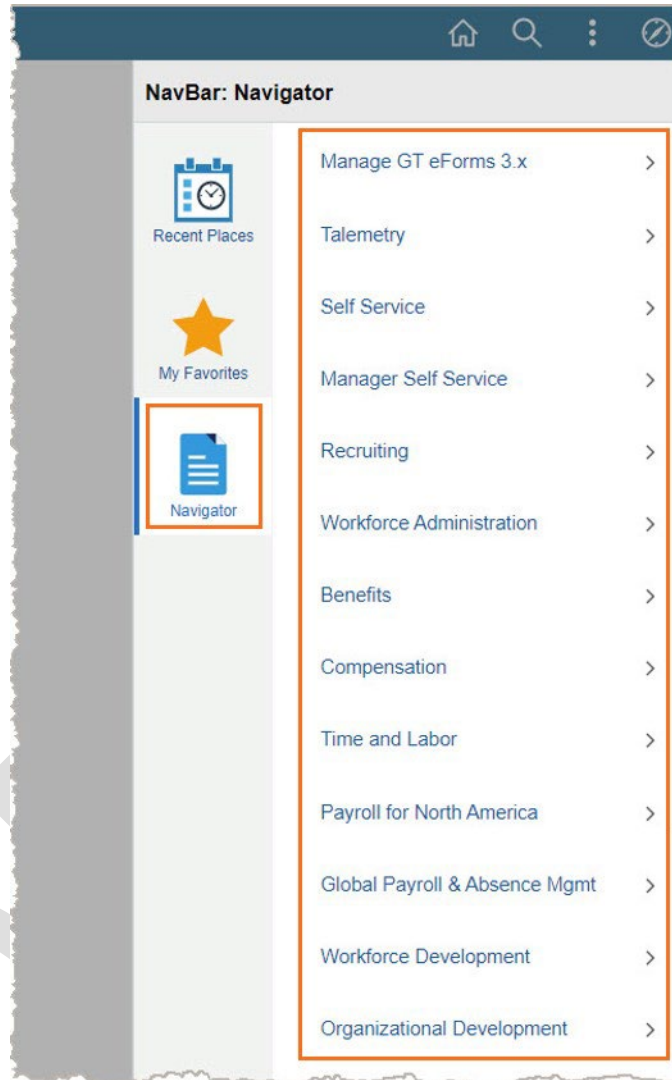 NavBar: Navigator
Recent Places
My Favorites
Navigator
Manage GT eForms 3.x
Talemetry
Self Service
Manager Self Service
Recruiting
Workforce Administration
Benefits
Compensation
Time and Labor
Payroll for North America
Global Payroll & Absence Mgmt
Workforce Development
Organizational Development